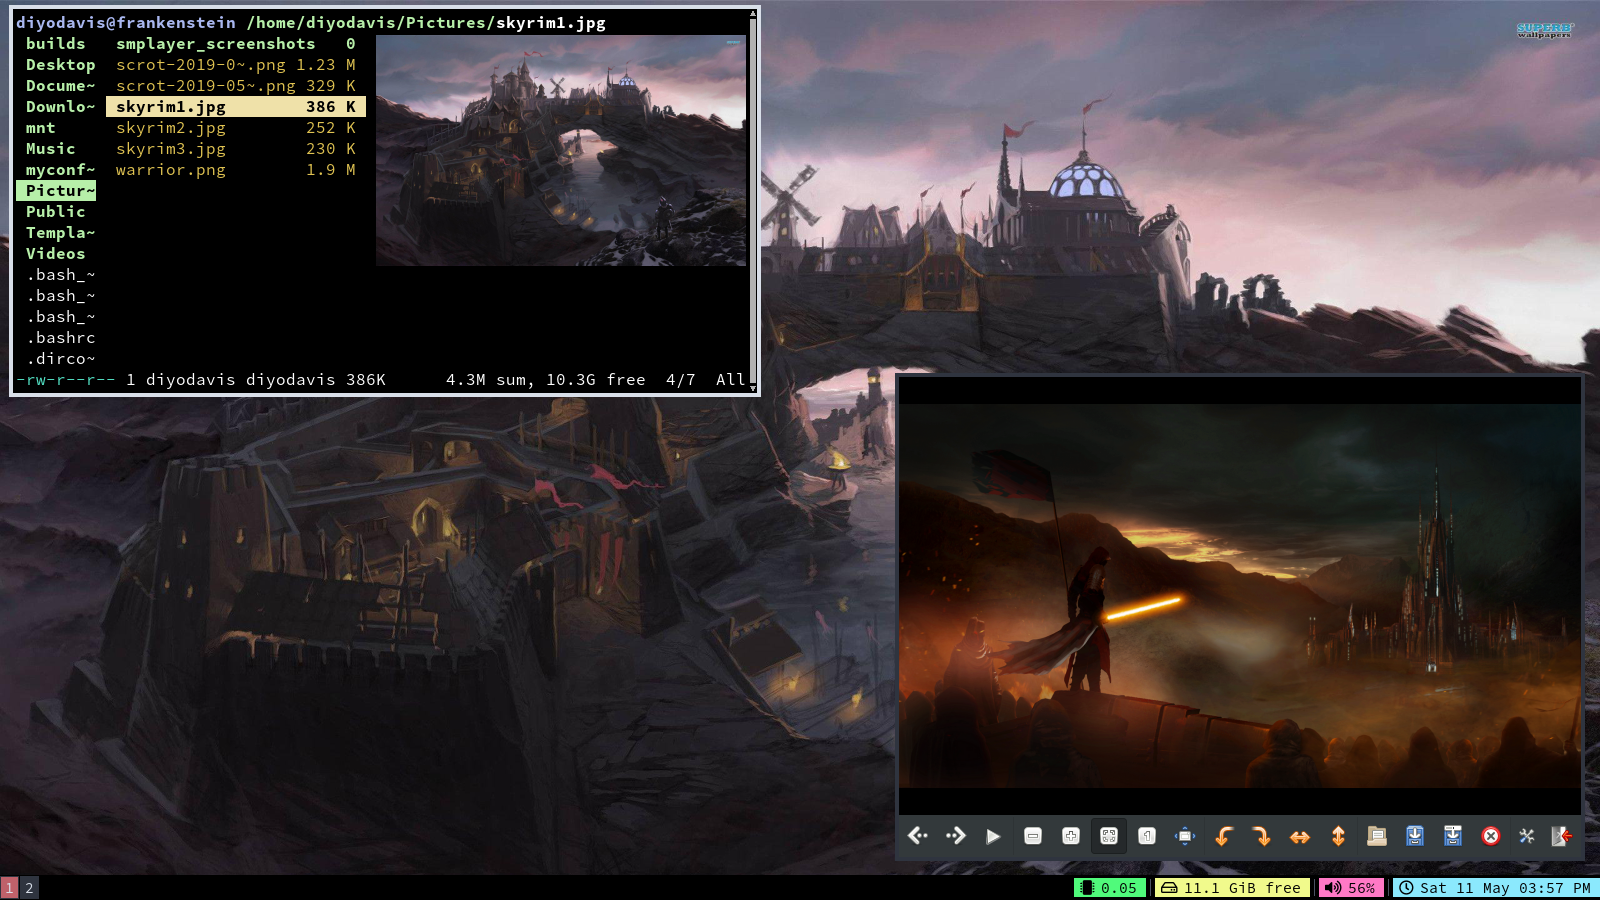 diyodavis@frankenstein /home/diyodavis/Pictures/skyrim1.jpg
builds smplayer_screenshots 0
Desktop scrot-2019-0~.png 1.23 M
Docume~ scrot-2019-05~.png 329 K
Downlo~ skyrim1.jpg 386 K
mnt skyrim2.jpg 252 K
Music skyrim3.jpg 230 K
myconf~ warrior.png 1.9 M
Pictur~
Public
Templa~
Videos
.bash_~
.bash_~
.bash_~
.bashrc
.dirco~
-rw-r--r-- 1 diyodavis diyodavis 386K 4.3M sum, 10.3G free 4/7 All
SUPERB
wallpapers
1
1 2 0.05 11.1 GiB free 56% Sat 11 May 03:57 PM